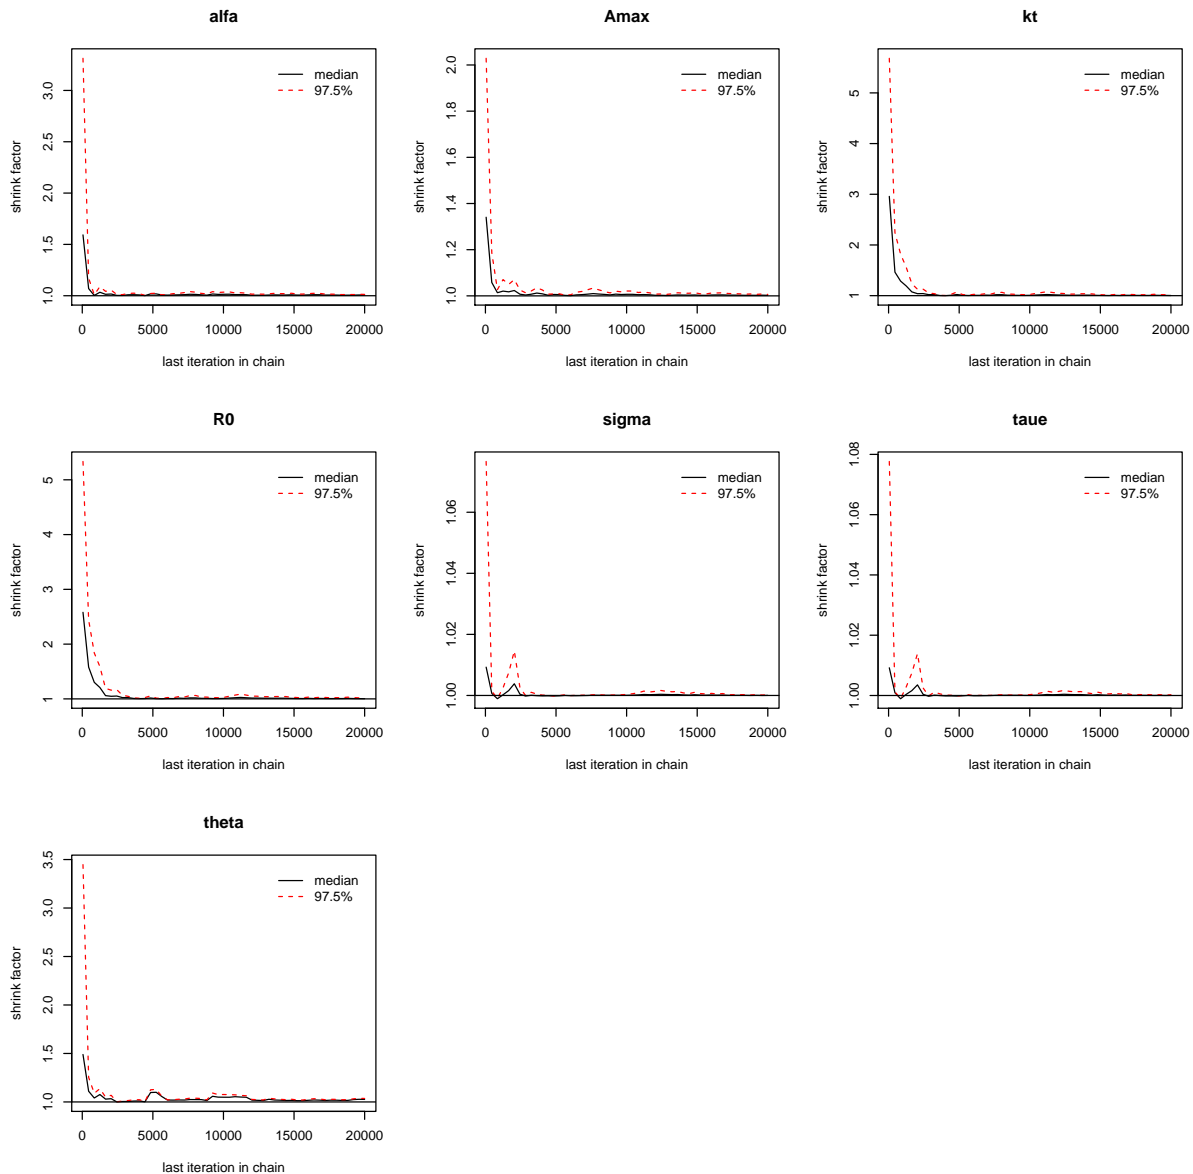 alfa
median
97.5%
shrink factor
1.0 1.5 2.0 2.5 3.0
0 5000 10000 15000 20000
last iteration in chain
Amax
median
97.5%
shrink factor
1.0 1.2 1.4 1.6 1.8 2.0
0 5000 10000 15000 20000
last iteration in chain
kt
median
97.5%
shrink factor
1 2 3 4 5
0 5000 10000 15000 20000
last iteration in chain
R0
median
97.5%
shrink factor
1 2 3 4 5
0 5000 10000 15000 20000
last iteration in chain
sigma
median
97.5%
shrink factor
1.00 1.02 1.04 1.06
0 5000 10000 15000 20000
last iteration in chain
taue
median
97.5%
shrink factor
1.00 1.02 1.04 1.06 1.08
0 5000 10000 15000 20000
last iteration in chain
theta
median
97.5%
shrink factor
1.0 1.5 2.0 2.5 3.0 3.5
0 5000 10000 15000 20000
last iteration in chain